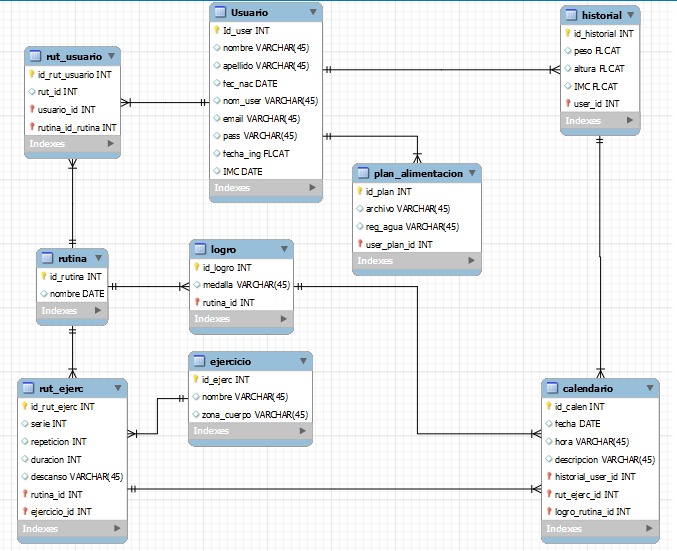 Usuario
Id_user INT
nombre VARCHAR(45)
apellido VARCHAR(45)
fec_nac DATE
nom_user VARCHAR(45)
email VARCHAR(45)
pass VARCHAR(45)
fecha_ing FLCAT
IMC DATE
Indexes
historial
id_historial INT
peso FLCAT
altura FLCAT
IMC FLCAT
user_id INT
Indexes
rut_usuario
id_rut_usuario INT
rut_id INT
usuario_id INT
rutina_id_rutina INT
Indexes
plan_alimentacion
id_plan INT
archivo VARCHAR(45)
reg_agua VARCHAR(45)
user_plan_id INT
Indexes
rutina
id_rutina INT
nombre DATE
Indexes
logro
id_logro INT
medalla VARCHAR(45)
rutina_id INT
Indexes
ejercicio
id_ejerc INT
nombre VARCHAR(45)
zona_cuerpo VARCHAR(45)
Indexes
rut_ejerc
id_rut_ejerc INT
serie INT
repeticion INT
duracion INT
descanso VARCHAR(45)
rutina_id INT
ejercicio_id INT
Indexes
calendario
id_calen INT
fecha DATE
hora VARCHAR(45)
descripcion VARCHAR(45)
historial_user_id INT
rut_ejerc_id INT
logro_rutina_id INT
Indexes